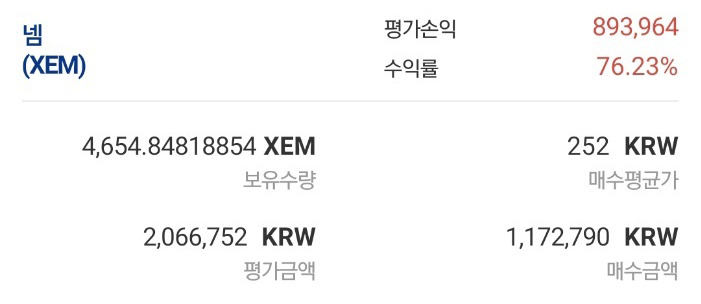 넴 평가손익 893,964
(XEM) 수익률 76.23%
4,654.84818854 XEM 252 KRW
보유수량 매수평균가
2,066,752 KRW 1,172,790 KRW
평가금액 매수금액